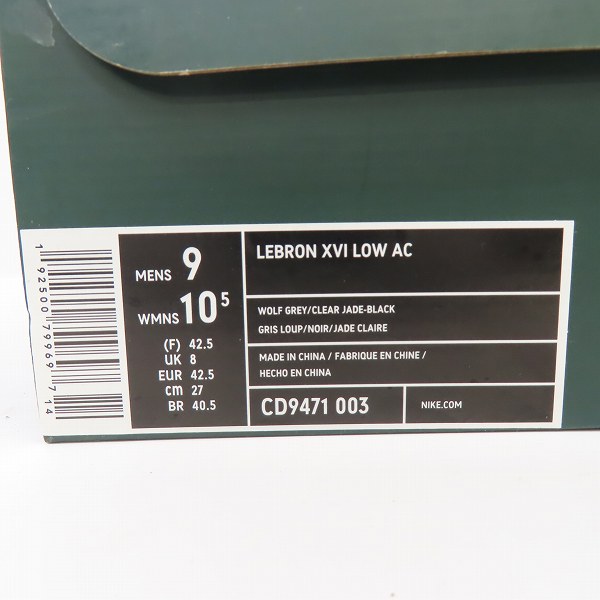 1 92500 79969 7 14
MENS 9
WMNS 10 5
(F) 42.5
UK 8
EUR 42.5
cm 27
BR 40.5
LEBRON XVI LOW AC
WOLF GREY/CLEAR JADE-BLACK
GRIS LOUP/NOIR/JADE CLAIRE
MADE IN CHINA / FABRIQUE EN CHINE /
HECHO EN CHINA
CD9471 003
NIKE.COM